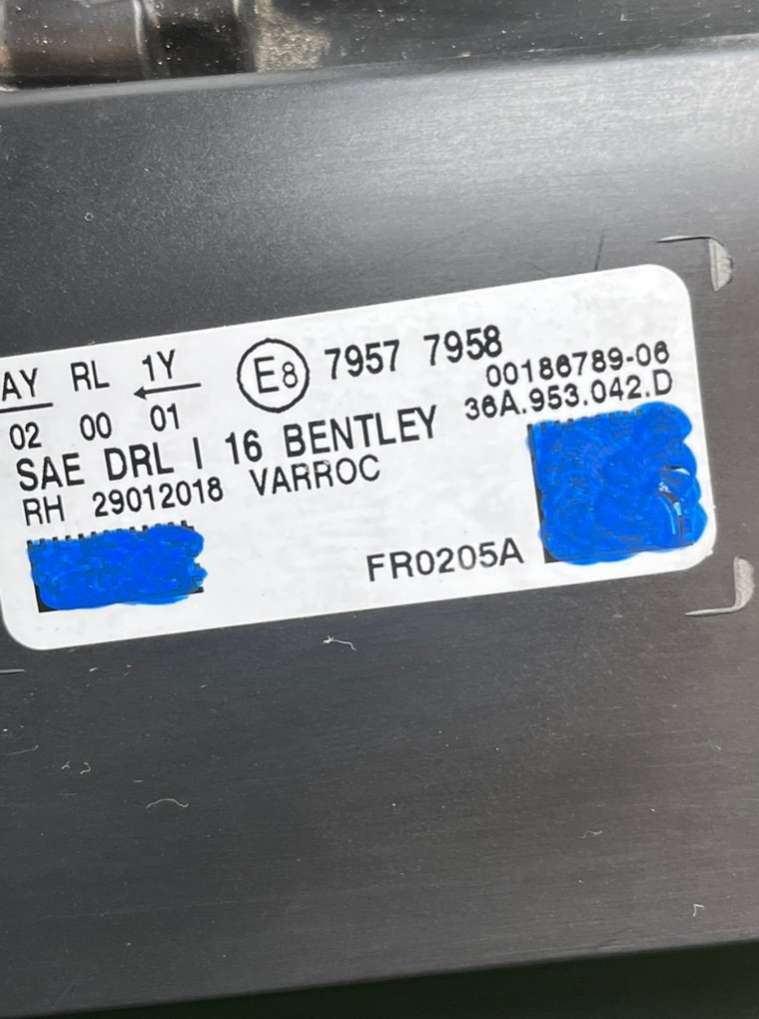 AY RL 1Y E8 7957 7958
02 00 01 00186789-06
SAE DRL I 16 BENTLEY 36A.953.042.D
RH 29012018 VARROC
FR0205A